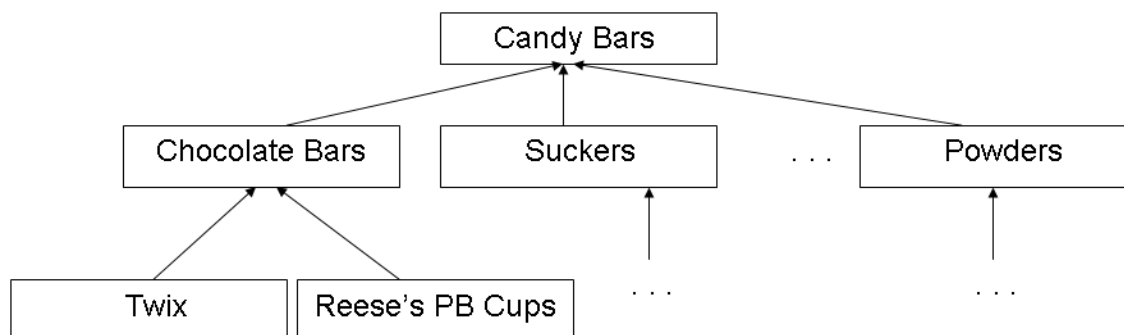 Candy Bars
Chocolate Bars
Suckers
. . .
Powders
Twix
Reese’s PB Cups
. . .
. . .